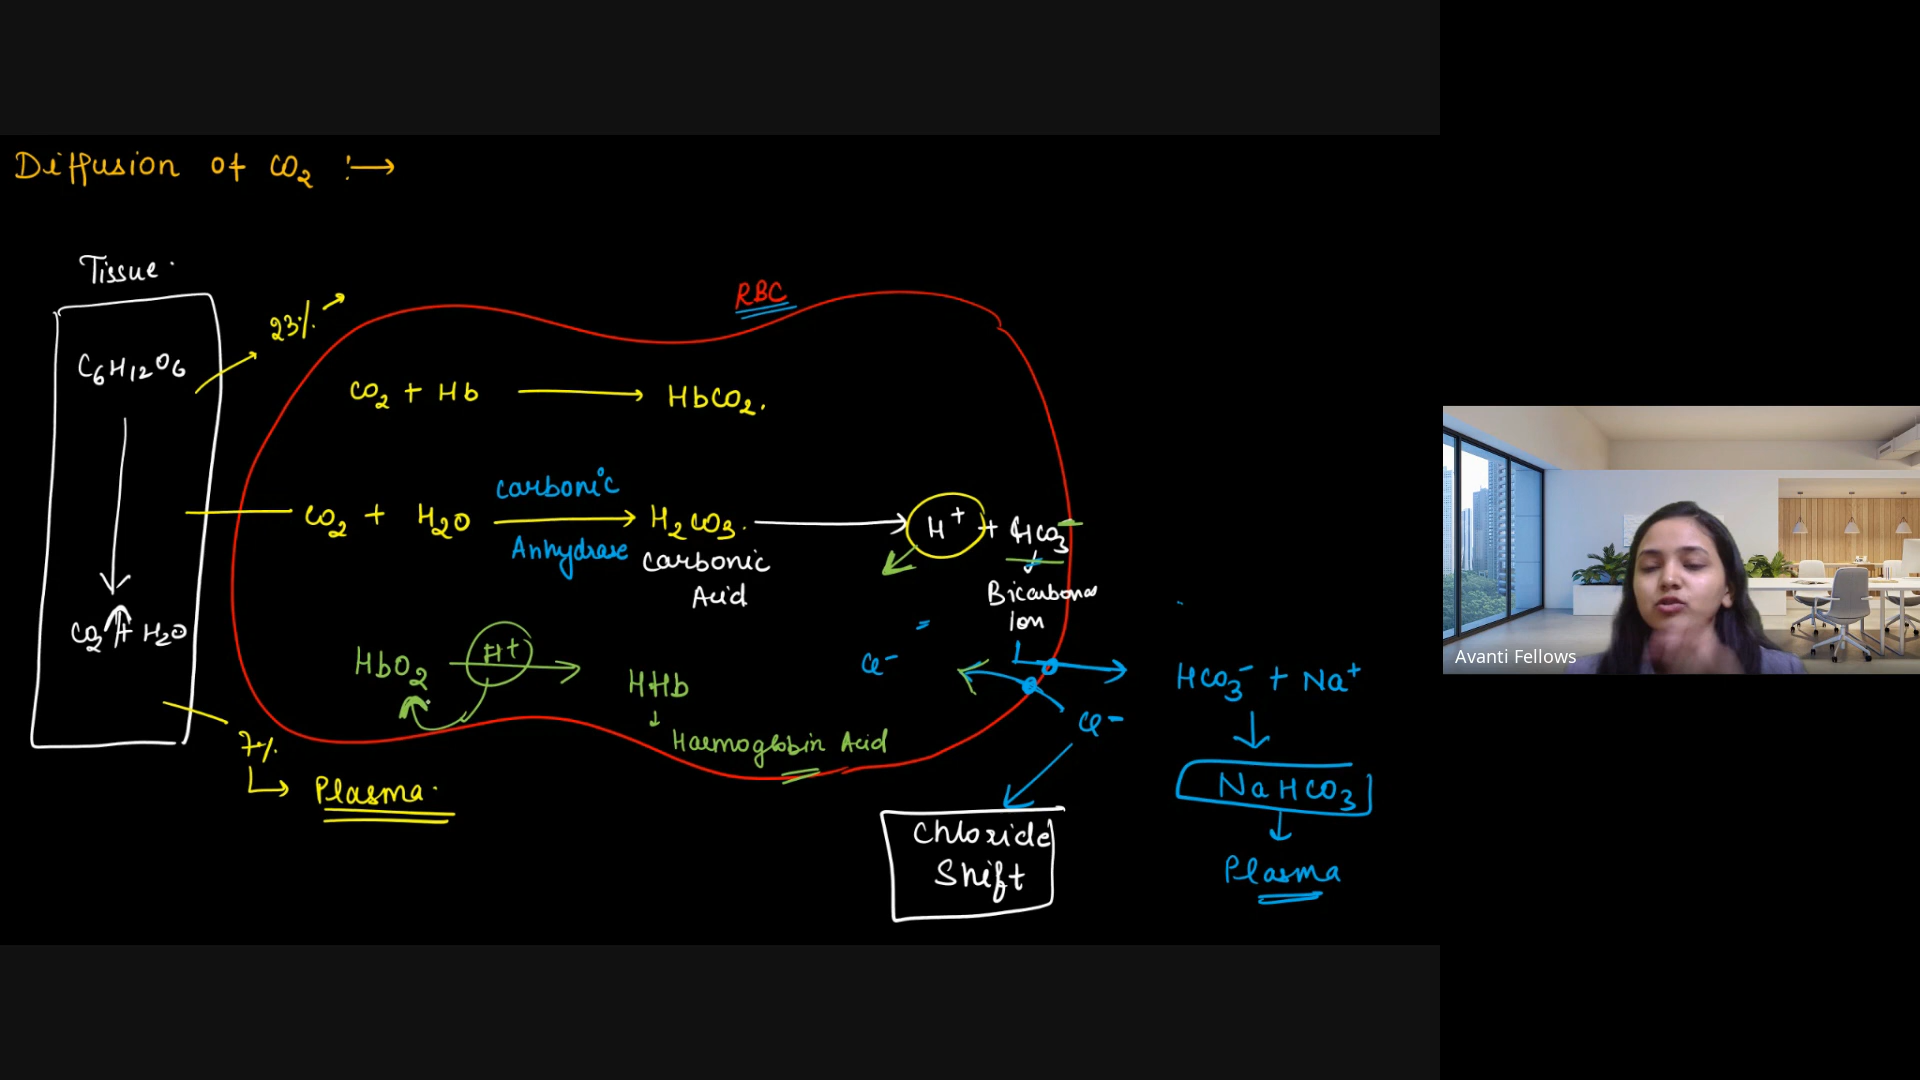 Diffusion of CO₂ :→
Tissue.
RBC
23%. →
C₆H₁₂O₆
CO₂ + Hb → HbCO₂.
carbonic
CO₂ + H₂O → H₂CO₃. → H⁺ + HCO₃⁻
Anhydrase
carbonic
Acid
Bicarbonate
Ion
CO₂ + H₂O
HbO₂ H⁺ → HHb
Cl⁻
HCO₃⁻ + Na⁺
Cl⁻
Haemoglobin Acid
7%.
Plasma.
NaHCO₃
Chloride
Shift
Plasma
Avanti Fellows